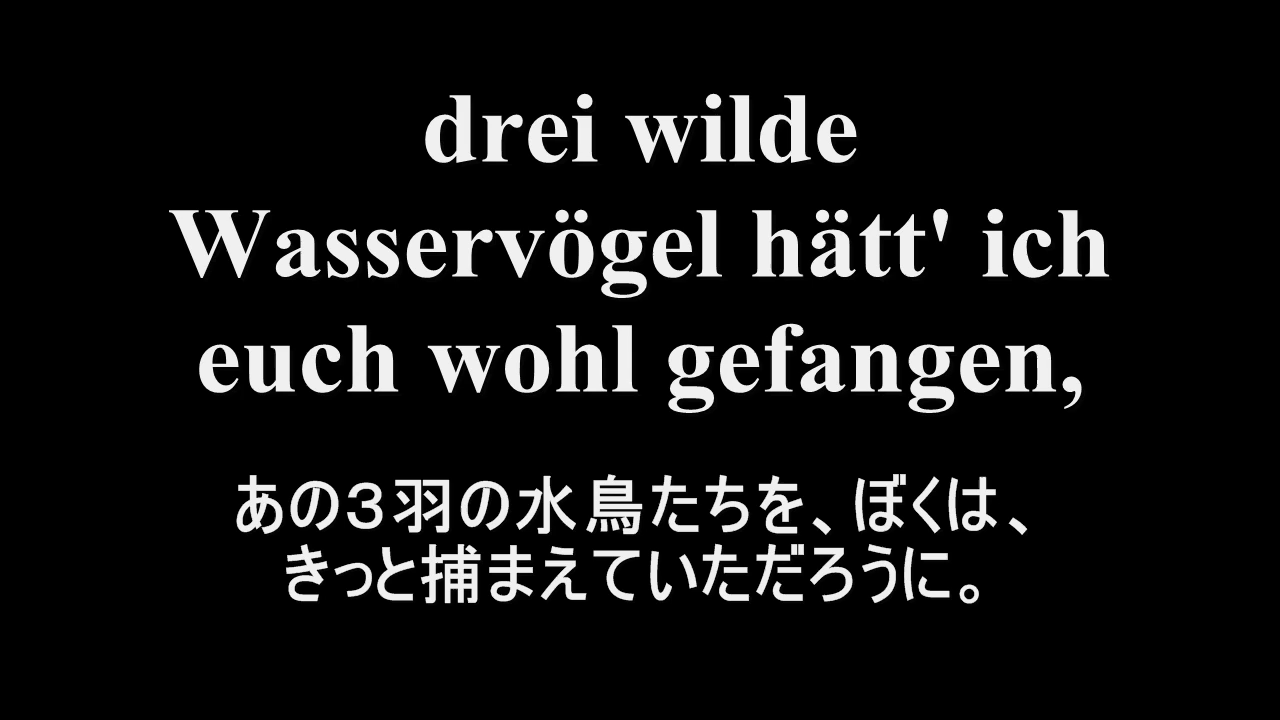 drei wilde
Wasservögel hätt' ich
euch wohl gefangen,
あの３羽の水鳥たちを、ぼくは、
きっと捕まえていただろうに。